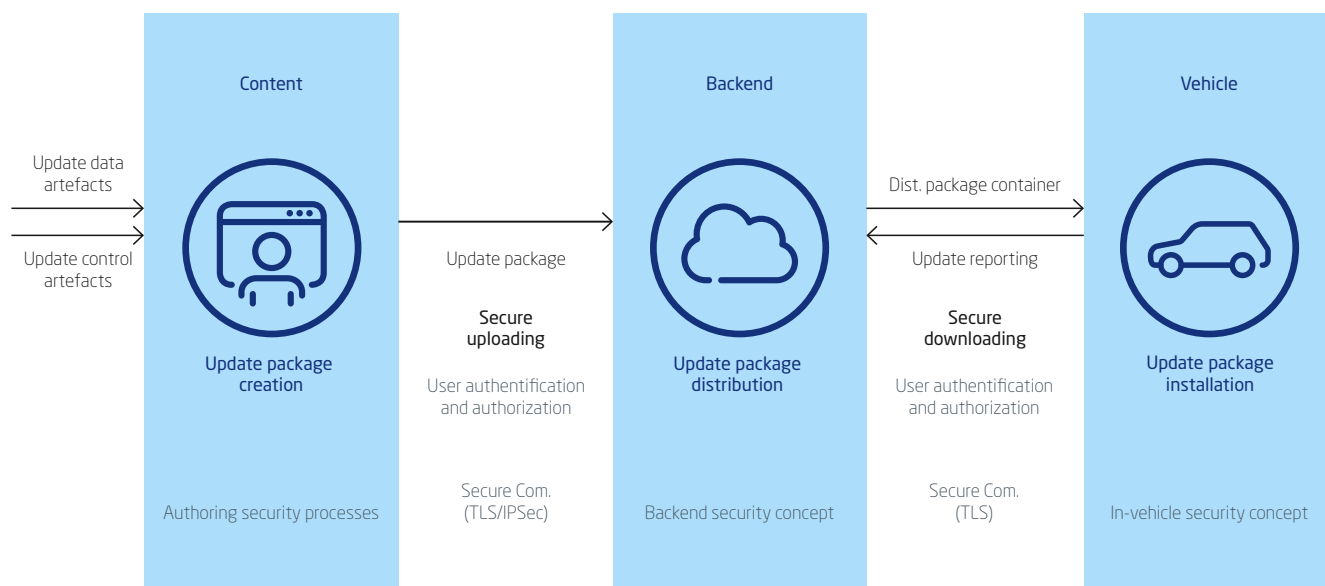 Content
Backend
Vehicle
Update data
artefacts
Update control
artefacts
Update package
creation
Authoring security processes
Update package
Secure
uploading
User authentification
and authorization
Secure Com.
(TLS/IPSec)
Update package
distribution
Backend security concept
Dist. package container
Update reporting
Secure
downloading
User authentification
and authorization
Secure Com.
(TLS)
Update package
installation
In-vehicle security concept